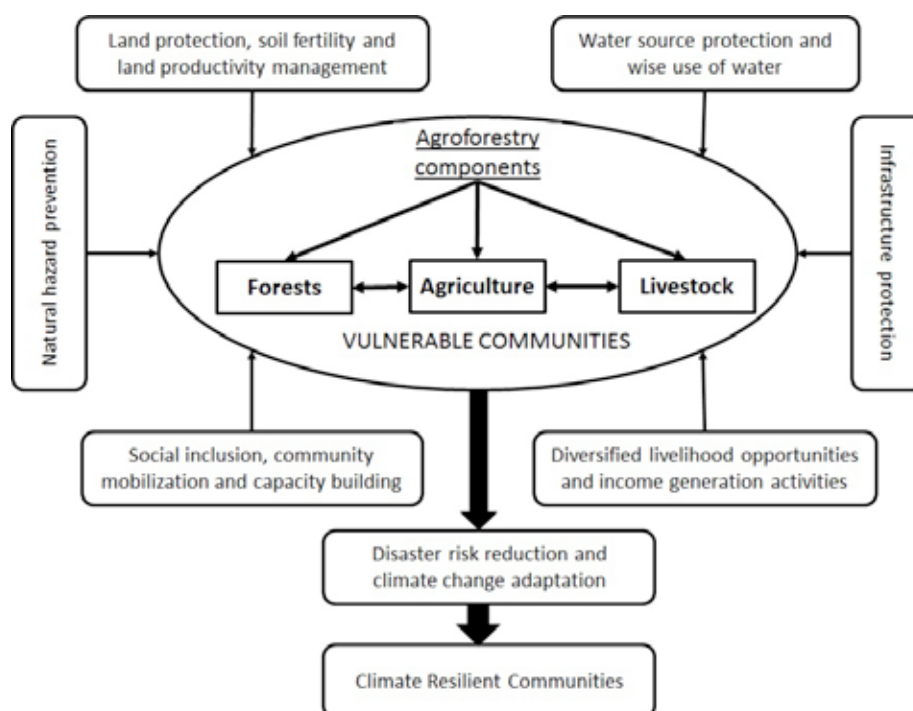 Land protection, soil fertility and
land productivity management
Water source protection and
wise use of water
Natural hazard prevention
Agroforestry
components
Infrastructure protection
Forests
Agriculture
Livestock
VULNERABLE COMMUNITIES
Social inclusion, community
mobilization and capacity building
Diversified livelihood opportunities
and income generation activities
Disaster risk reduction and
climate change adaptation
Climate Resilient Communities